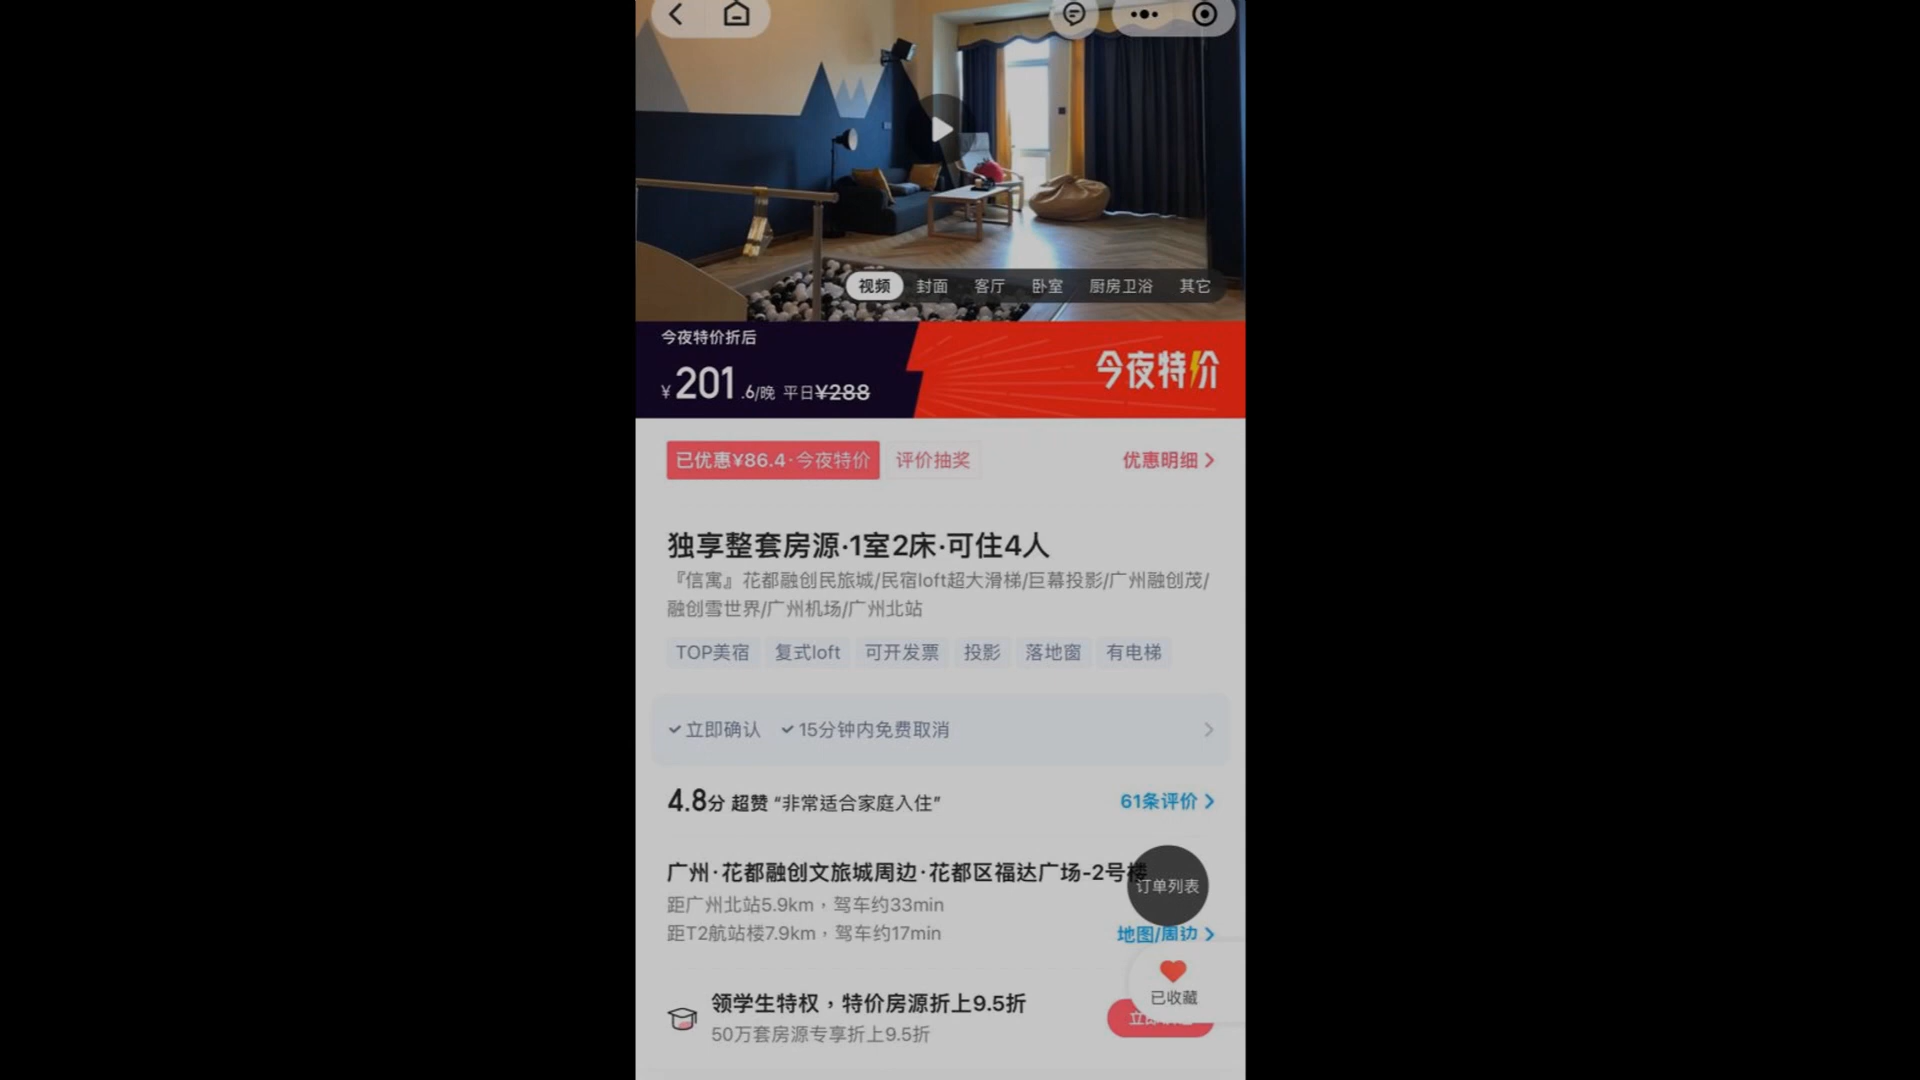 视频 封面 客厅 卧室 厨房卫浴 其它
今夜特价折后
¥201.6/晚 平日¥288
今夜特价
已优惠¥86.4·今夜特价 评价抽奖 优惠明细
独享整套房源·1室2床·可住4人
『信寓』花都融创民旅城/民宿loft超大滑梯/巨幕投影/广州融创茂/
融创雪世界/广州机场/广州北站
TOP美宿 复式loft 可开发票 投影 落地窗 有电梯
立即确认 15分钟内免费取消
4.8分 超赞 “非常适合家庭入住” 61条评价
广州·花都融创文旅城周边·花都区福达广场-2号楼
订单列表
距广州北站5.9km，驾车约33min
距T2航站楼7.9km，驾车约17min 地图/周边
已收藏
领学生特权，特价房源折上9.5折
50万套房源专享折上9.5折